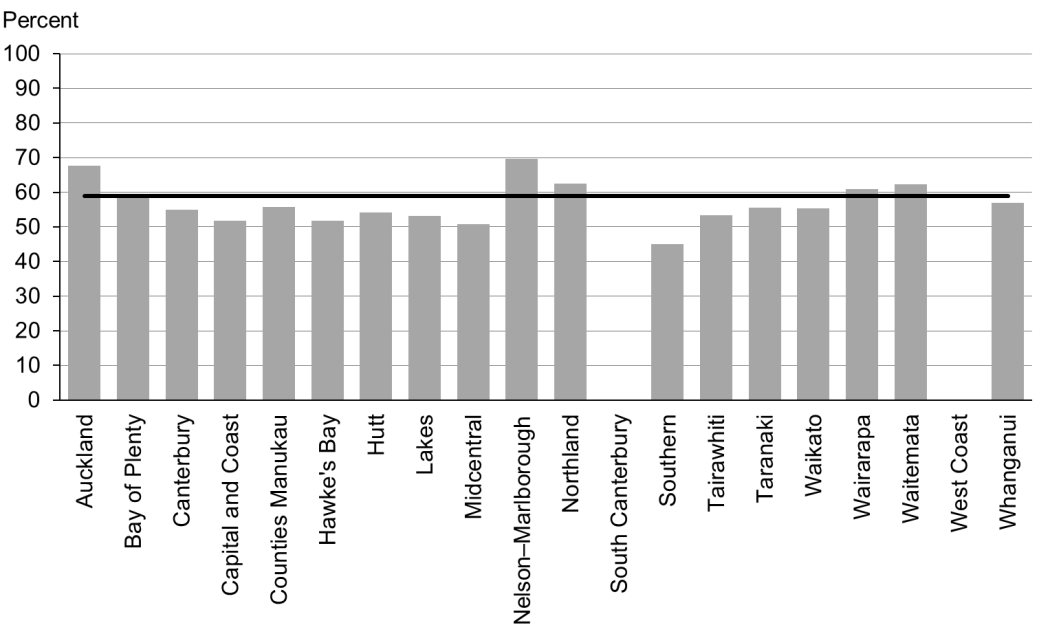 Percent
100
90
80
70
60
50
40
30
20
10
0
Auckland
Bay of Plenty
Canterbury
Capital and Coast
Counties Manukau
Hawke's Bay
Hutt
Lakes
Midcentral
Nelson–Marlborough
Northland
South Canterbury
Southern
Tairawhiti
Taranaki
Waikato
Wairarapa
Waitemata
West Coast
Whanganui